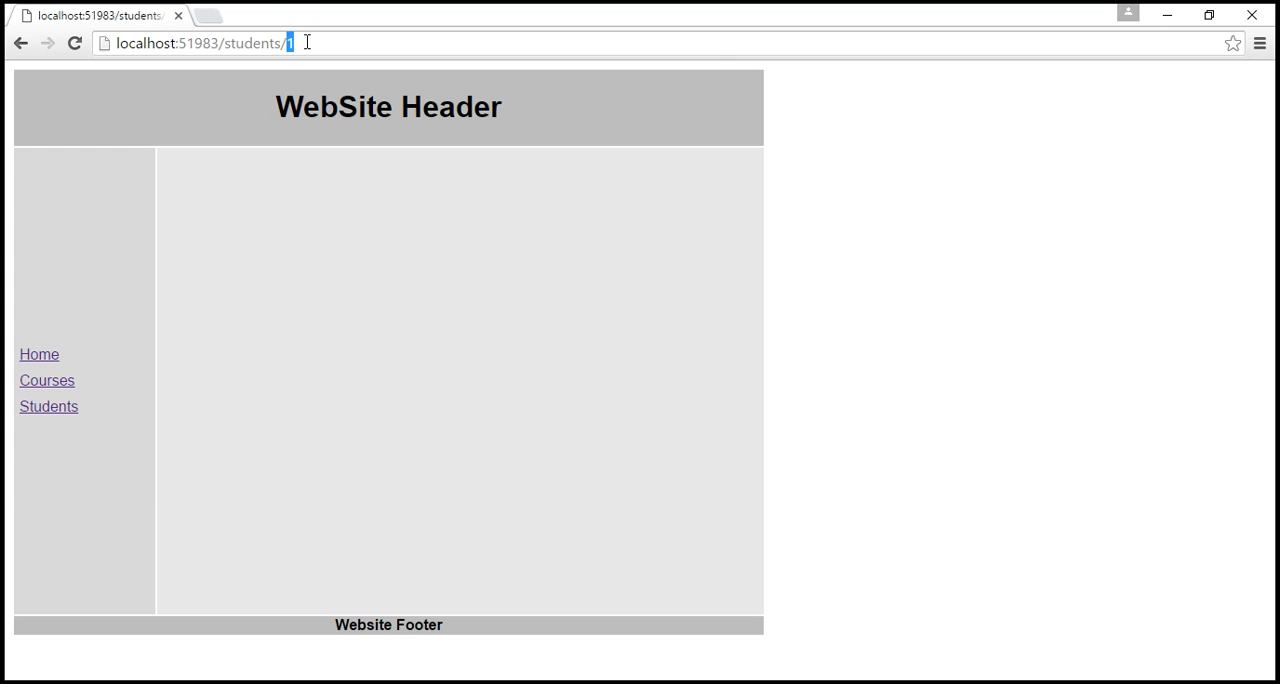 localhost:51983/students/
localhost:51983/students/1
WebSite Header
Home
Courses
Students
Website Footer